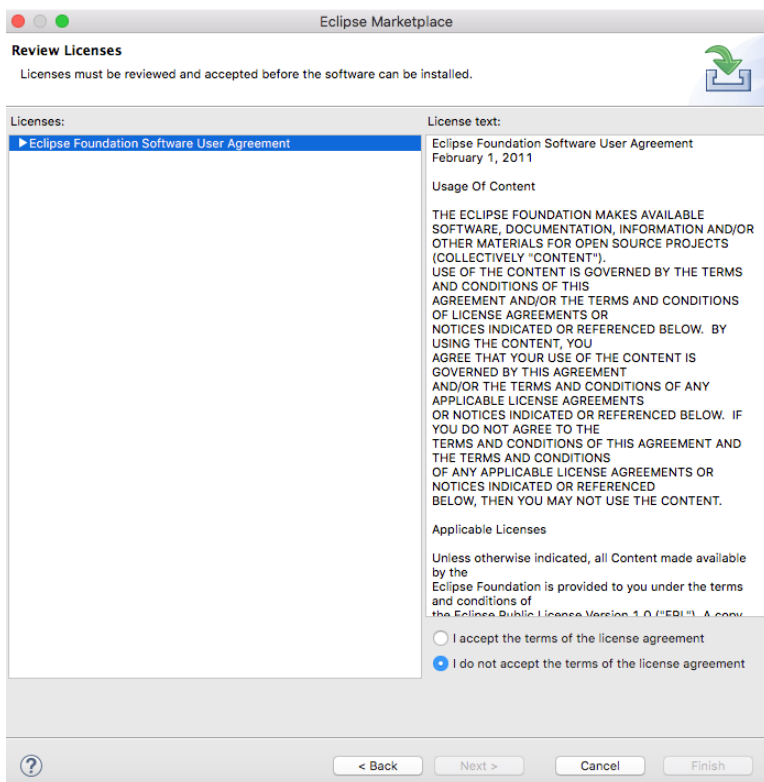 Eclipse Marketplace
Review Licenses
Licenses must be reviewed and accepted before the software can be installed.
Licenses:
Eclipse Foundation Software User Agreement
License text:
Eclipse Foundation Software User Agreement
February 1, 2011
Usage Of Content
THE ECLIPSE FOUNDATION MAKES AVAILABLE
SOFTWARE, DOCUMENTATION, INFORMATION AND/OR
OTHER MATERIALS FOR OPEN SOURCE PROJECTS
(COLLECTIVELY "CONTENT").
USE OF THE CONTENT IS GOVERNED BY THE TERMS
AND CONDITIONS OF THIS
AGREEMENT AND/OR THE TERMS AND CONDITIONS
OF LICENSE AGREEMENTS OR
NOTICES INDICATED OR REFERENCED BELOW.  BY
USING THE CONTENT, YOU
AGREE THAT YOUR USE OF THE CONTENT IS
GOVERNED BY THIS AGREEMENT
AND/OR THE TERMS AND CONDITIONS OF ANY
APPLICABLE LICENSE AGREEMENTS
OR NOTICES INDICATED OR REFERENCED BELOW.  IF
YOU DO NOT AGREE TO THE
TERMS AND CONDITIONS OF THIS AGREEMENT AND
THE TERMS AND CONDITIONS
OF ANY APPLICABLE LICENSE AGREEMENTS OR
NOTICES INDICATED OR REFERENCED
BELOW, THEN YOU MAY NOT USE THE CONTENT.
Applicable Licenses
Unless otherwise indicated, all Content made available
by the
Eclipse Foundation is provided to you under the terms
and conditions of
the Eclipse Public License Version 1.0 ("EPL"). A copy
I accept the terms of the license agreement
I do not accept the terms of the license agreement
?
< Back
Next >
Cancel
Finish